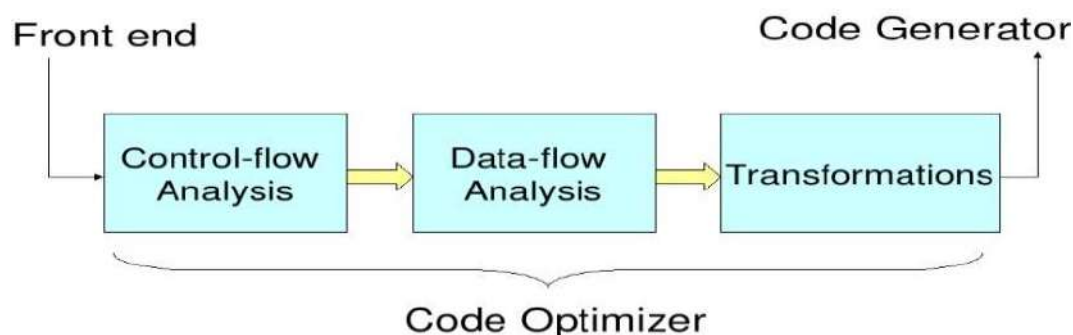 Front end
Code Generator
Control-flow
Analysis
Data-flow
Analysis
Transformations
Code Optimizer